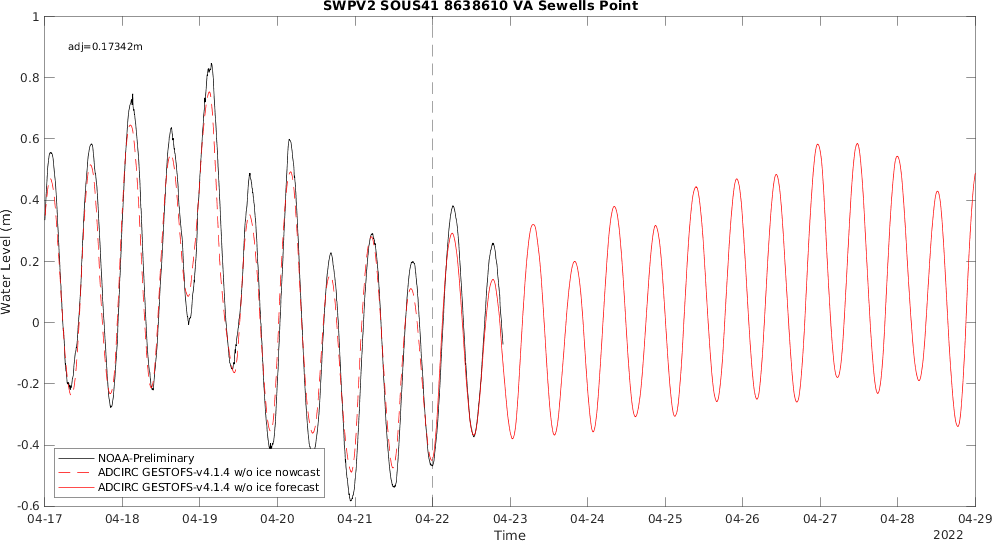 SWPV2 SOUS41 8638610 VA Sewells Point
adj=0.17342m
1
0.8
0.6
0.4
0.2
0
-0.2
-0.4
-0.6
Water Level (m)
NOAA-Preliminary
ADCIRC GESTOFS-v4.1.4 w/o ice nowcast
ADCIRC GESTOFS-v4.1.4 w/o ice forecast
04-17 04-18 04-19 04-20 04-21 04-22 04-23 04-24 04-25 04-26 04-27 04-28 04-29
Time
2022